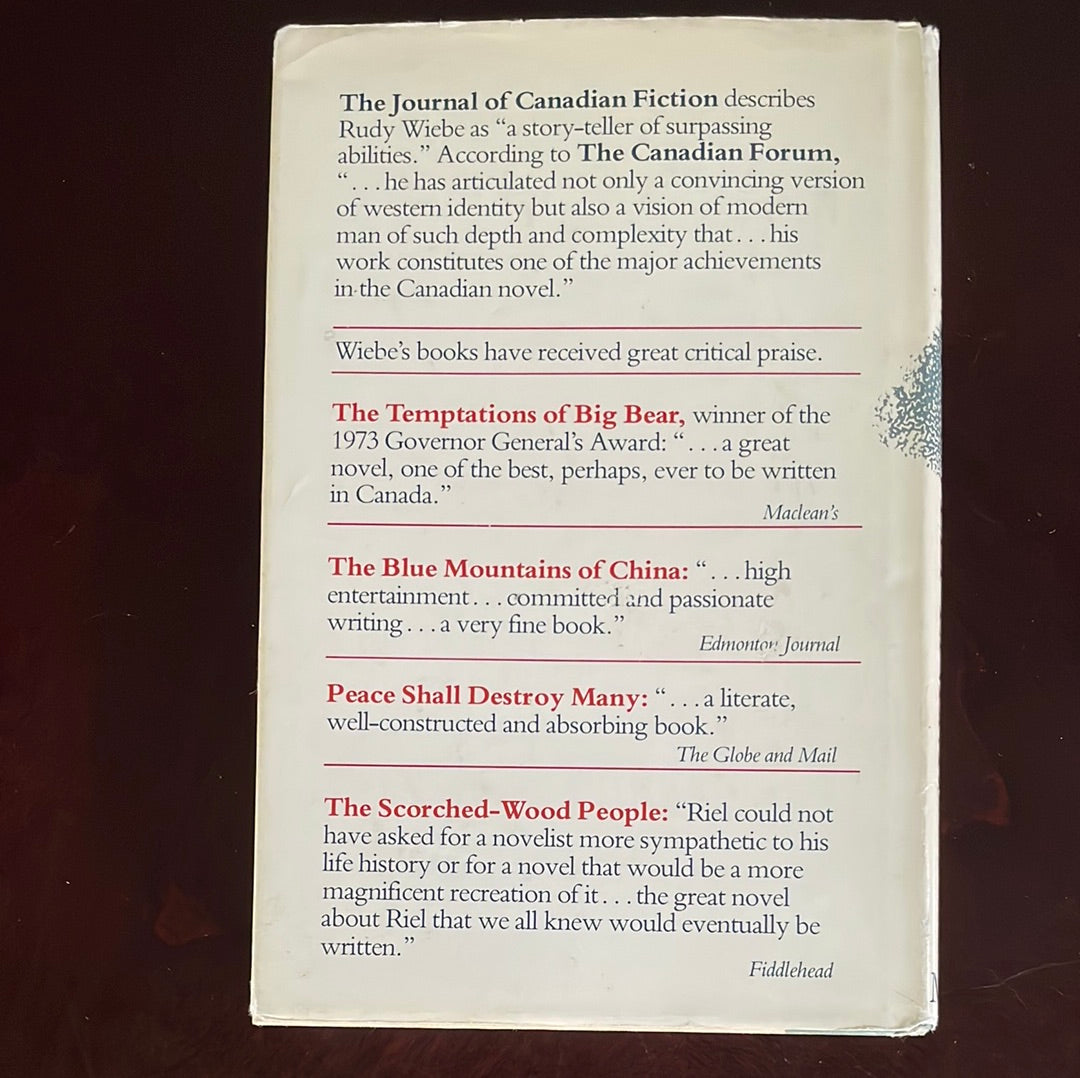 The Journal of Canadian Fiction describes
Rudy Wiebe as “a story-teller of surpassing
abilities.” According to The Canadian Forum,
“...he has articulated not only a convincing version
of western identity but also a vision of modern
man of such depth and complexity that...his
work constitutes one of the major achievements
in the Canadian novel.”
Wiebe’s books have received great critical praise.
The Temptations of Big Bear, winner of the
1973 Governor General’s Award: “...a great
novel, one of the best, perhaps, ever to be written
in Canada.”
Maclean’s
The Blue Mountains of China: “...high
entertainment...committed and passionate
writing...a very fine book.”
Edmonton Journal
Peace Shall Destroy Many: “...a literate,
well-constructed and absorbing book.”
The Globe and Mail
The Scorched-Wood People: “Riel could not
have asked for a novelist more sympathetic to his
life history or for a novel that would be a more
magnificent recreation of it...the great novel
about Riel that we all knew would eventually be
written.”
Fiddlehead